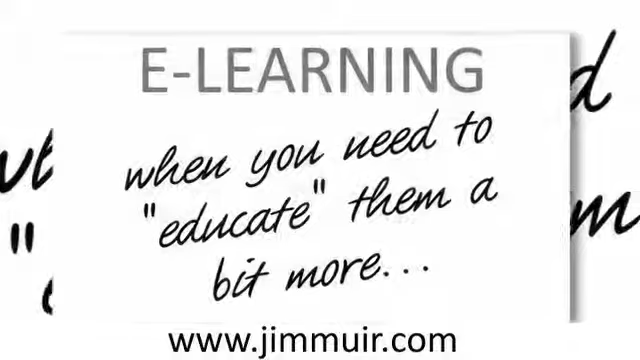 E-LEARNING
when you need to
"educate" them a
bit more...
www.jimmuir.com